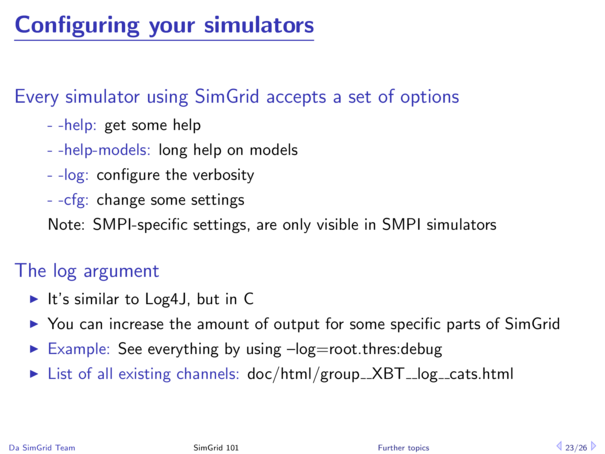 Configuring your simulators
Every simulator using SimGrid accepts a set of options
- -help: get some help
- -help-models: long help on models
- -log: configure the verbosity
- -cfg: change some settings
Note: SMPI-specific settings, are only visible in SMPI simulators
The log argument
▶ It's similar to Log4J, but in C
▶ You can increase the amount of output for some specific parts of SimGrid
▶ Example: See everything by using –log=root.thres:debug
▶ List of all existing channels: doc/html/group__XBT__log__cats.html
Da SimGrid Team SimGrid 101 Further topics 23/26